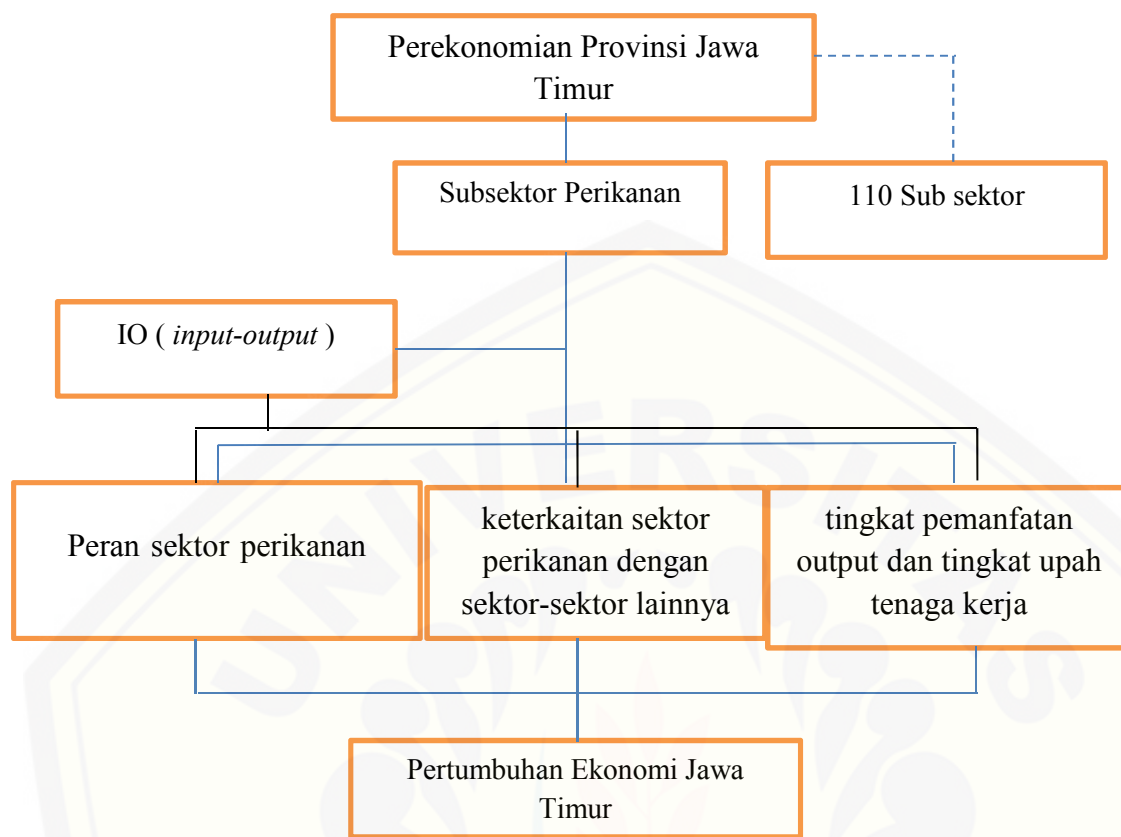 Perekonomian Provinsi Jawa
Timur
Subsektor Perikanan
110 Sub sektor
IO ( input-output )
Peran sektor perikanan
keterkaitan sektor
perikanan dengan
sektor-sektor lainnya
tingkat pemanfatan
output dan tingkat upah
tenaga kerja
Pertumbuhan Ekonomi Jawa
Timur
UNIVERSITAS